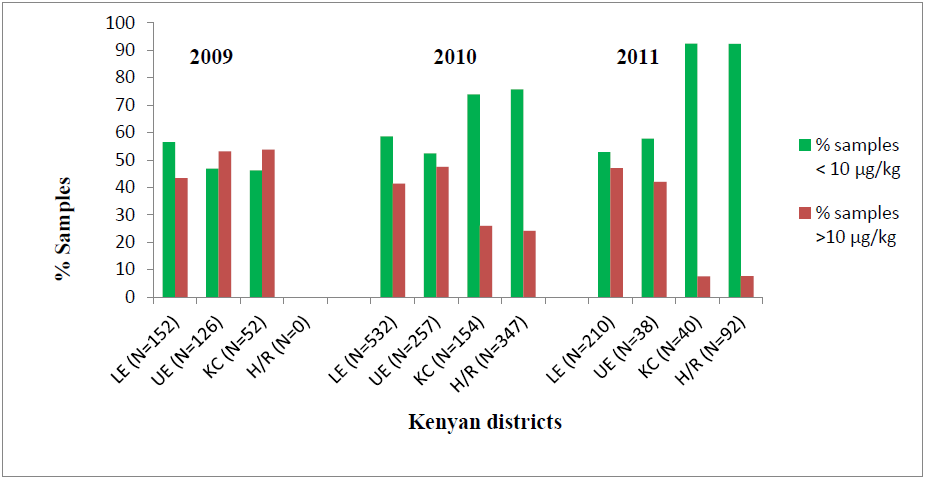 100
90
80
70
60
50
40
30
20
10
0
% Samples
2009
2010
2011
LE (N=152)
UE (N=126)
KC (N=52)
H/R (N=0)
LE (N=532)
UE (N=257)
KC (N=154)
H/R (N=347)
LE (N=210)
UE (N=38)
KC (N=40)
H/R (N=92)
Kenyan districts
% samples
< 10 µg/kg
% samples
>10 µg/kg